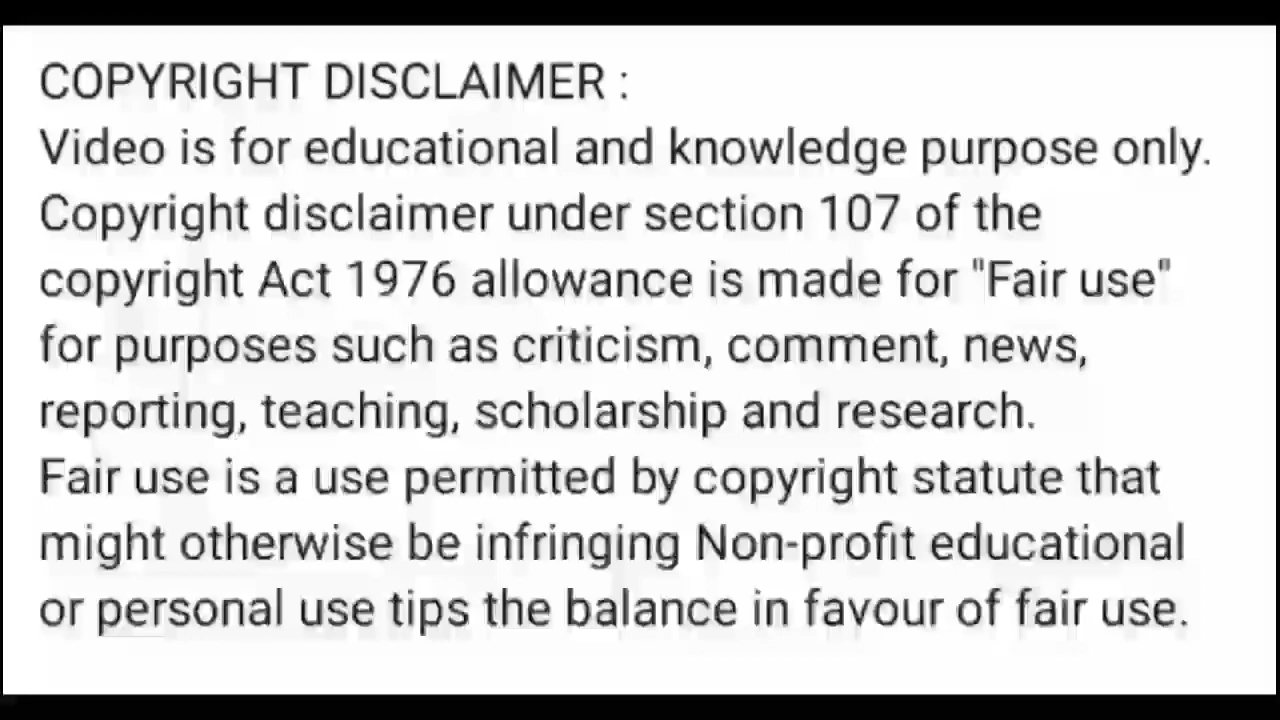 COPYRIGHT DISCLAIMER :
Video is for educational and knowledge purpose only.
Copyright disclaimer under section 107 of the
copyright Act 1976 allowance is made for "Fair use"
for purposes such as criticism, comment, news,
reporting, teaching, scholarship and research.
Fair use is a use permitted by copyright statute that
might otherwise be infringing Non-profit educational
or personal use tips the balance in favour of fair use.